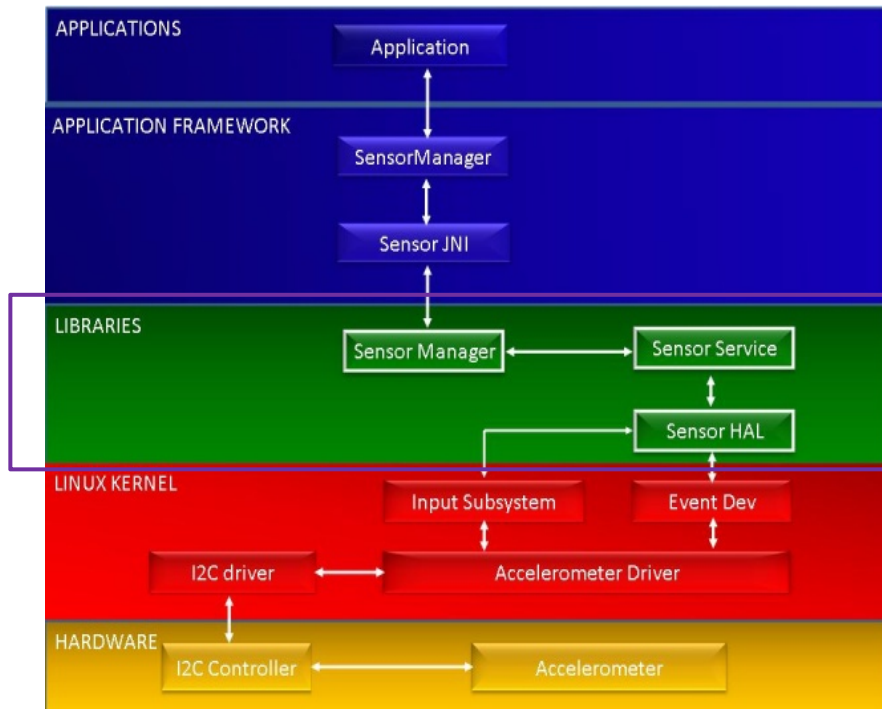 APPLICATIONS
Application
APPLICATION FRAMEWORK
SensorManager
Sensor JNI
LIBRARIES
Sensor Manager
Sensor Service
Sensor HAL
LINUX KERNEL
Input Subsystem
Event Dev
I2C driver
Accelerometer Driver
HARDWARE
I2C Controller
Accelerometer